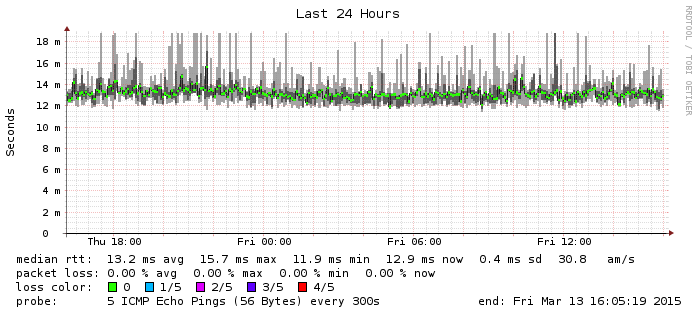 Last 24 Hours
RRDTOOL / TOBI OETIKER
Seconds
18 m
16 m
14 m
12 m
10 m
8 m
6 m
4 m
2 m
0
Thu 18:00 Fri 00:00 Fri 06:00 Fri 12:00
median rtt: 13.2 ms avg 15.7 ms max 11.9 ms min 12.9 ms now 0.4 ms sd 30.8 am/s
packet loss: 0.00 % avg 0.00 % max 0.00 % min 0.00 % now
loss color: 0 1/5 2/5 3/5 4/5
probe: 5 ICMP Echo Pings (56 Bytes) every 300s end: Fri Mar 13 16:05:19 2015